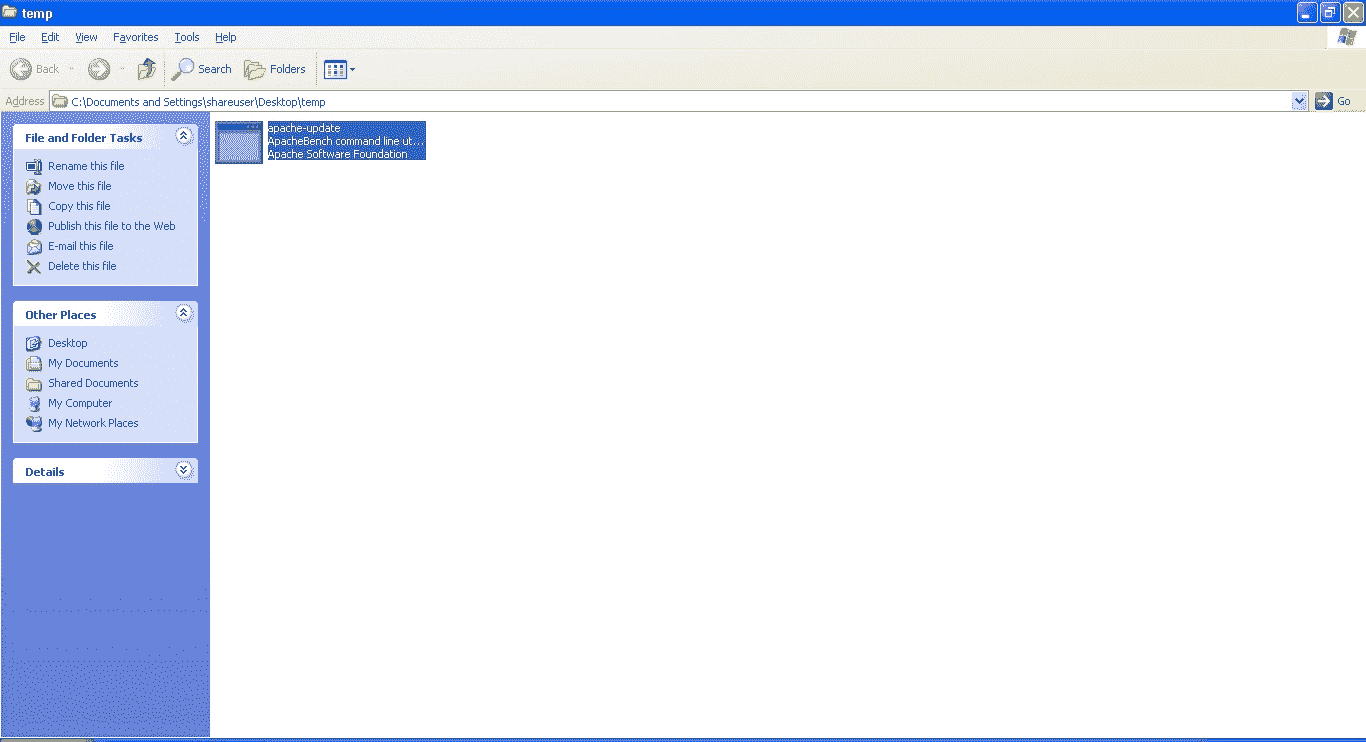 temp
File Edit View Favorites Tools Help
Back Search Folders
Address C:\Documents and Settings\shareuser\Desktop\temp Go
File and Folder Tasks
Rename this file
Move this file
Copy this file
Publish this file to the Web
E-mail this file
Delete this file
Other Places
Desktop
My Documents
Shared Documents
My Computer
My Network Places
Details
apache-update
ApacheBench command line ut...
Apache Software Foundation